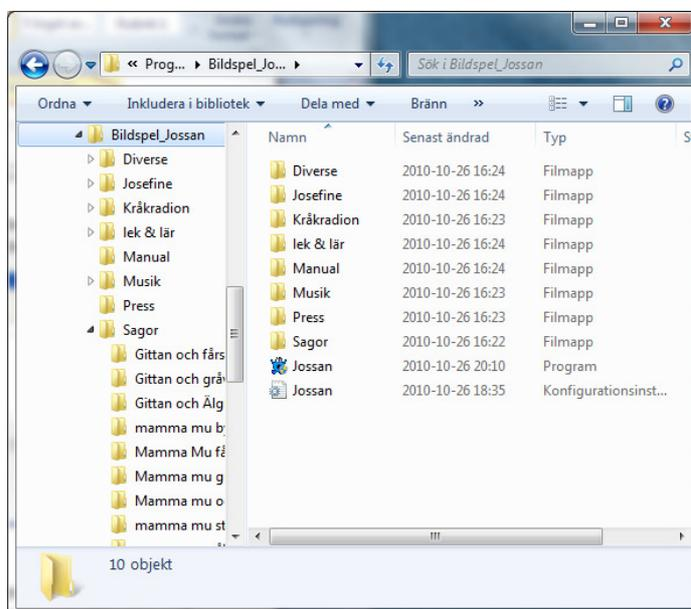 « Prog... Bildspel_Jo...
Sök i Bildspel_Jossan
Ordna Inkludera i bibliotek Dela med Bränn »
Bildspel_Jossan
Diverse
Josefine
Kråkradion
lek & lär
Manual
Musik
Press
Sagor
Gittan och fårs
Gittan och grå
Gittan och Älg
mamma mu b
Mamma Mu få
Mamma mu g
Mamma mu o
mamma mu st
Namn Senast ändrad Typ S
Diverse 2010-10-26 16:24 Filmapp
Josefine 2010-10-26 16:24 Filmapp
Kråkradion 2010-10-26 16:23 Filmapp
lek & lär 2010-10-26 16:24 Filmapp
Manual 2010-10-26 16:24 Filmapp
Musik 2010-10-26 16:23 Filmapp
Press 2010-10-26 16:23 Filmapp
Sagor 2010-10-26 16:22 Filmapp
Jossan 2010-10-26 20:10 Program
Jossan 2010-10-26 18:35 Konfigurationsinst...
10 objekt